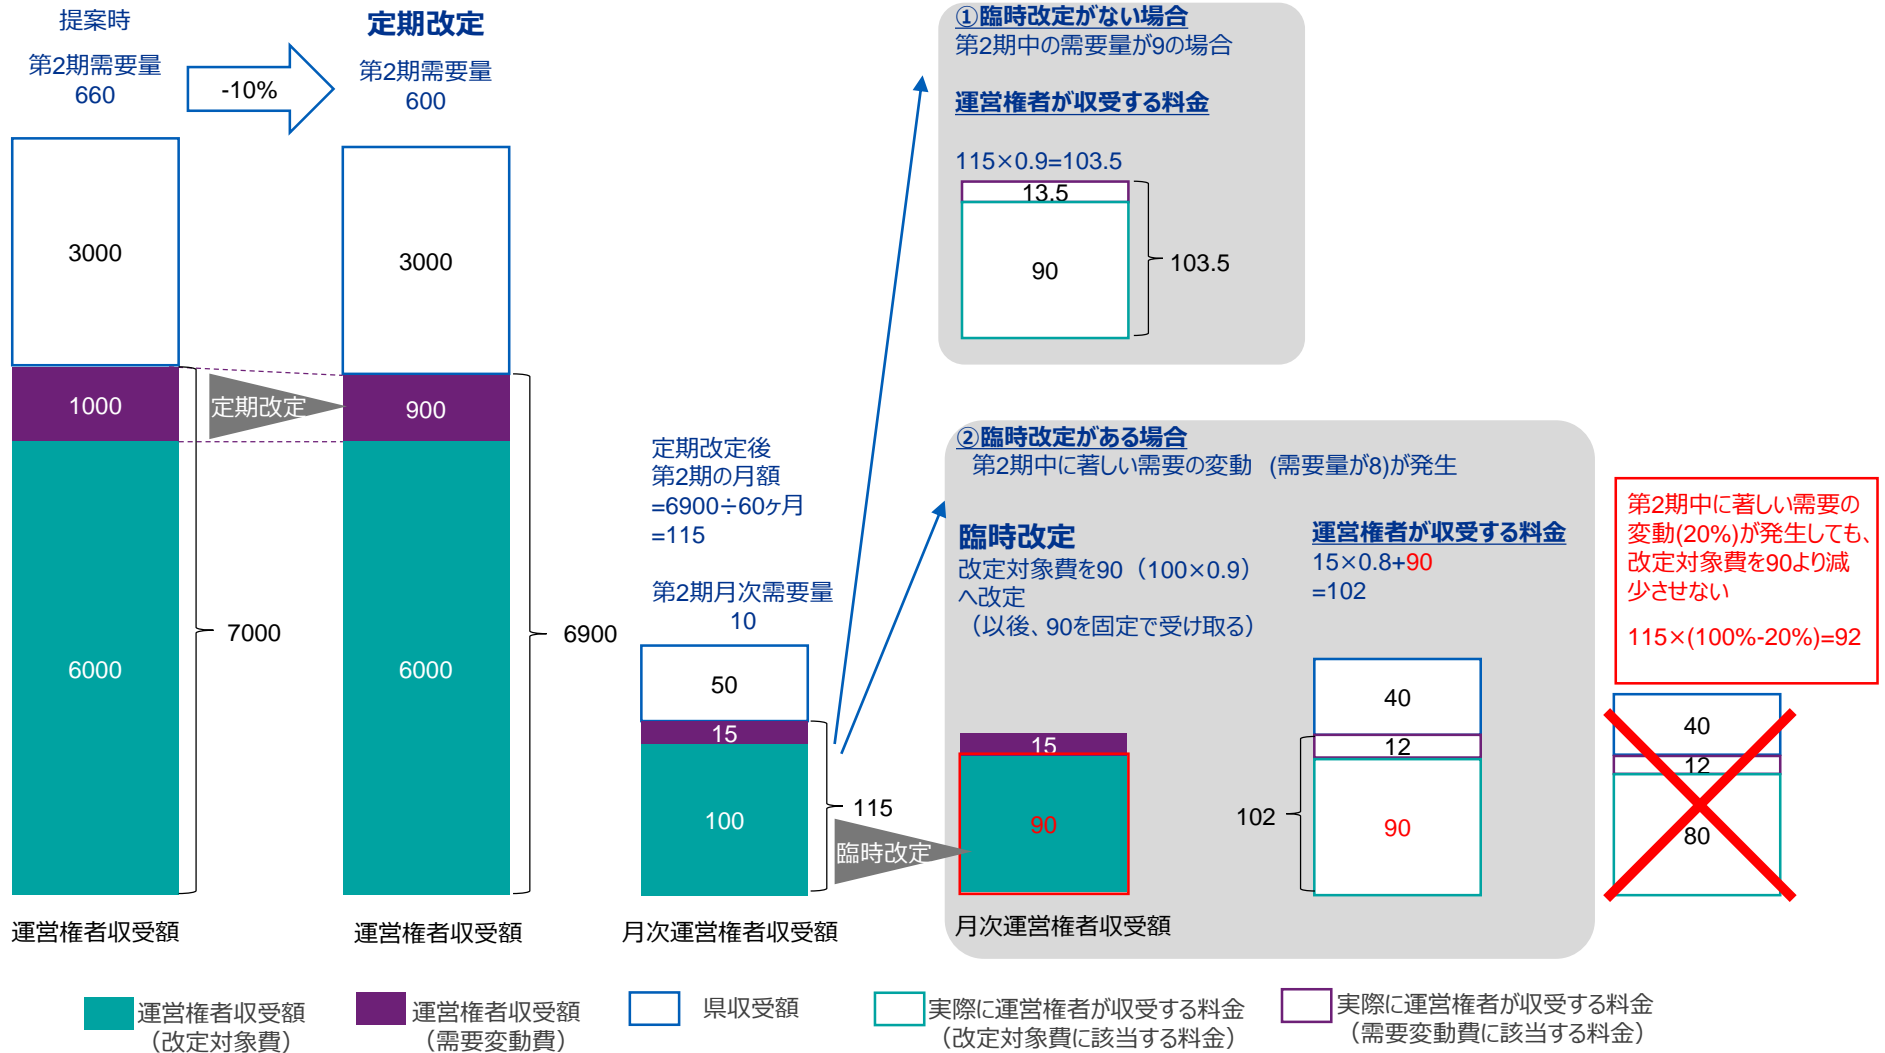 提案時
第2期需要量
660
-10%
定期改定
第2期需要量
600
3000
1000
6000
7000
定期改定
3000
900
6000
6900
運営権者収受額
運営権者収受額
定期改定後
第2期の月額
=6900÷60ヶ月
=115
第2期月次需要量
10
50
15
100
115
臨時改定
月次運営権者収受額
①臨時改定がない場合
第2期中の需要量が9の場合
運営権者が収受する料金
115×0.9=103.5
13.5
90
103.5
②臨時改定がある場合
第2期中に著しい需要の変動 (需要量が8)が発生
臨時改定
改定対象費を90（100×0.9）
へ改定
（以後、90を固定で受け取る）
15
90
月次運営権者収受額
運営権者が収受する料金
15×0.8+90
=102
40
12
90
102
第2期中に著しい需要の
変動(20%)が発生しても、
改定対象費を90より減
少させない
115×(100%-20%)=92
40
12
80
運営権者収受額
（改定対象費）
運営権者収受額
（需要変動費）
県収受額
実際に運営権者が収受する料金
（改定対象費に該当する料金）
実際に運営権者が収受する料金
（需要変動費に該当する料金）